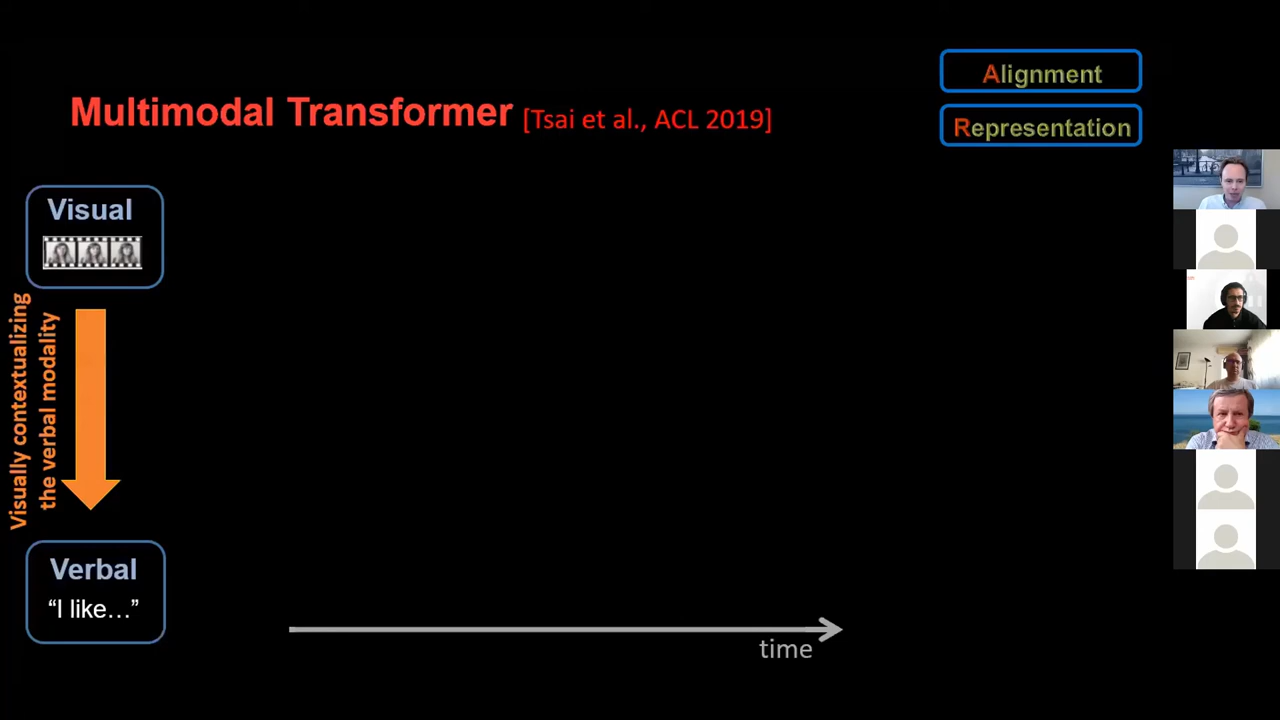 Alignment
Multimodal Transformer [Tsai et al., ACL 2019]
Representation
Visual
Visually contextualizing
the verbal modality
Verbal
“I like…”
time